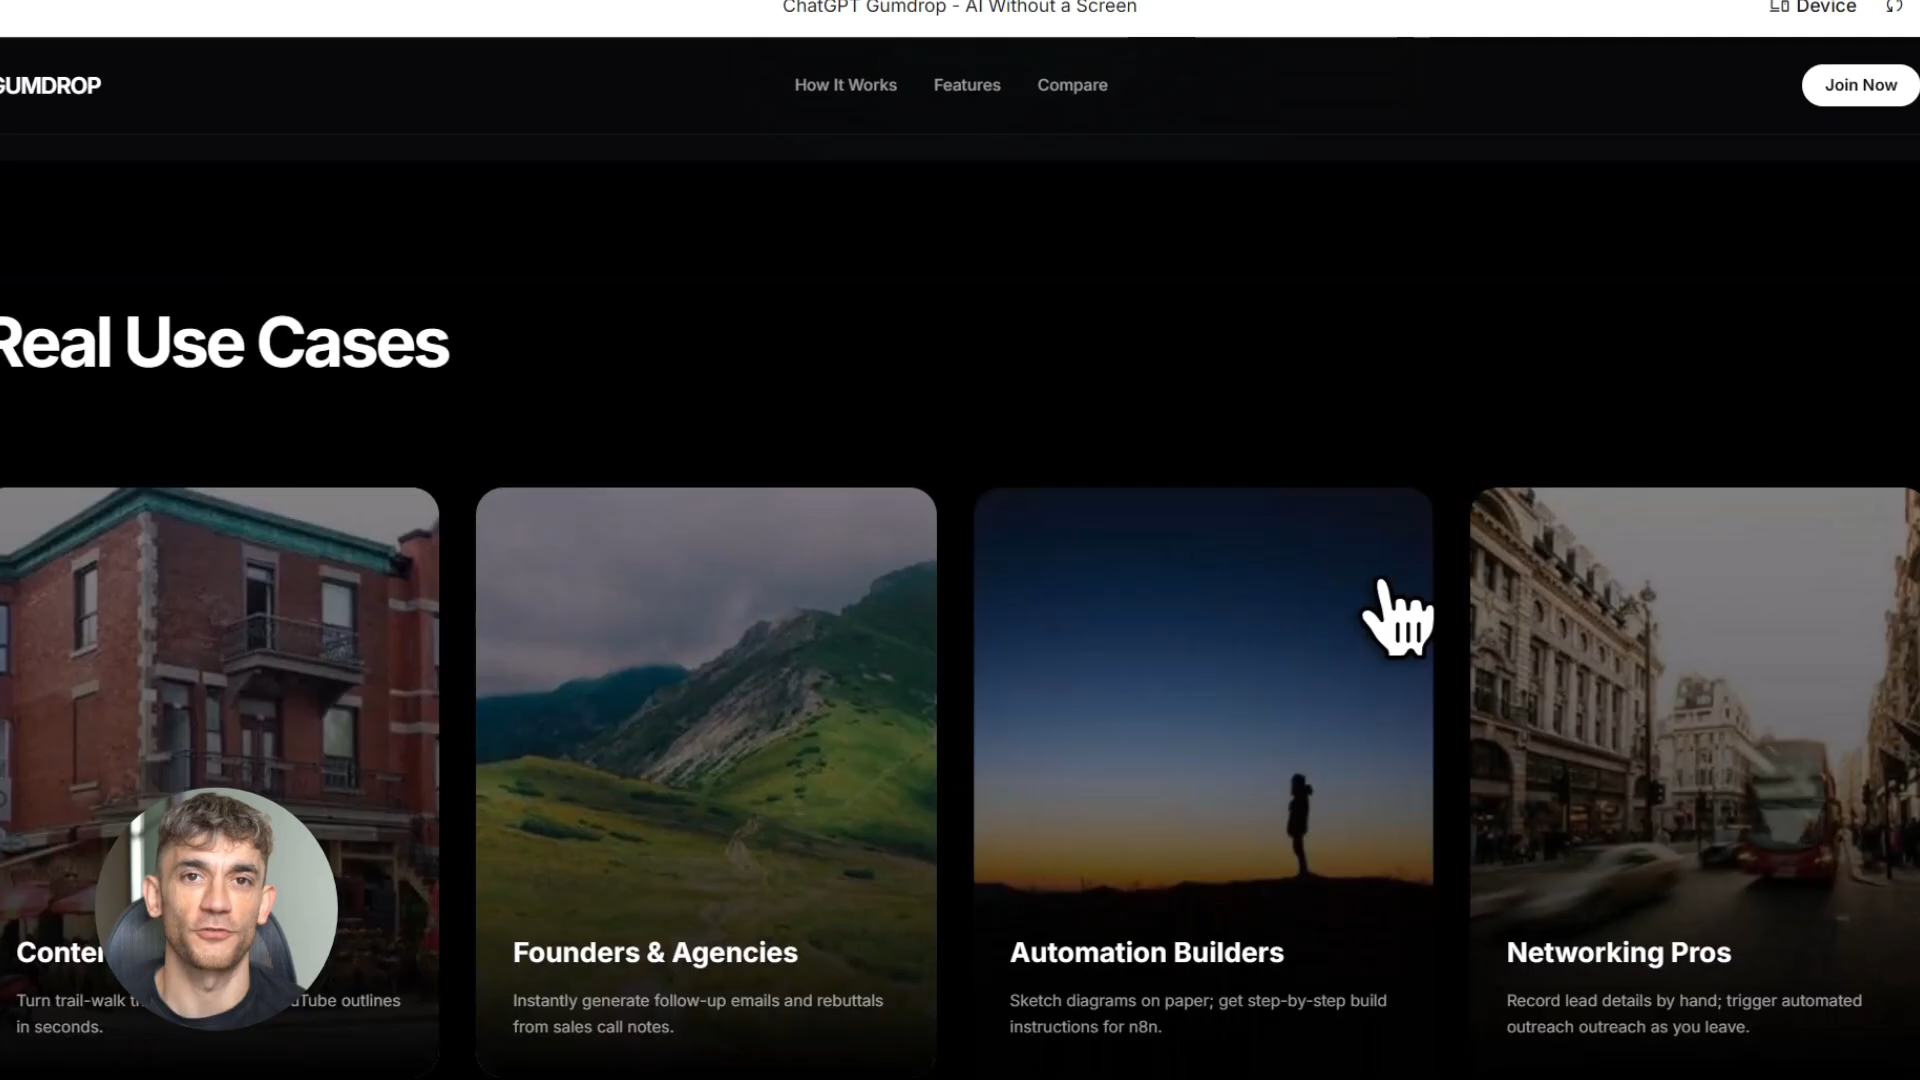 ChatGPT Gumdrop - AI Without a Screen
Device
GUMDROP
How It Works
Features
Compare
Join Now
Real Use Cases
Founders & Agencies
Automation Builders
Networking Pros
Turn trail-walk
outlines
in seconds.
Instantly generate follow-up emails and rebuttals
from sales call notes.
Sketch diagrams on paper; get step-by-step build
instructions for n8n.
Record lead details by hand; trigger automated
outreach outreach as you leave.